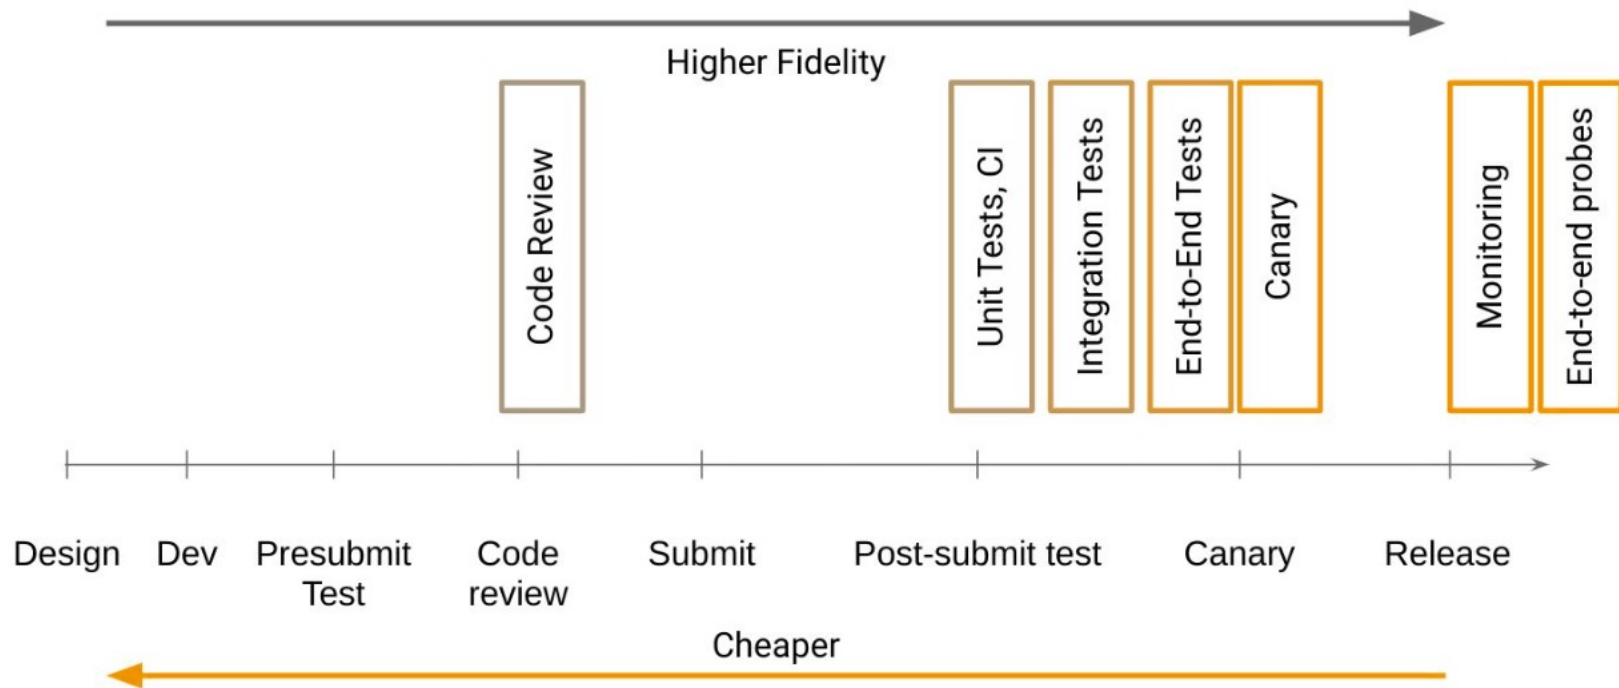 Higher Fidelity
Code Review
Unit Tests, CI
Integration Tests
End-to-End Tests
Canary
Monitoring
End-to-end probes
Design
Dev
Presubmit
Test
Code
review
Submit
Post-submit test
Canary
Release
Cheaper